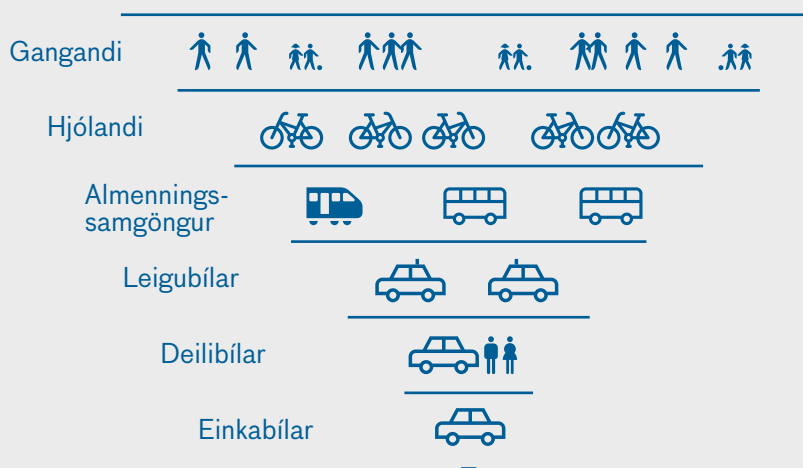 Gangandi
Hjólandi
Almennings-
samgöngur
Leigubílar
Deilibílar
Einkabílar